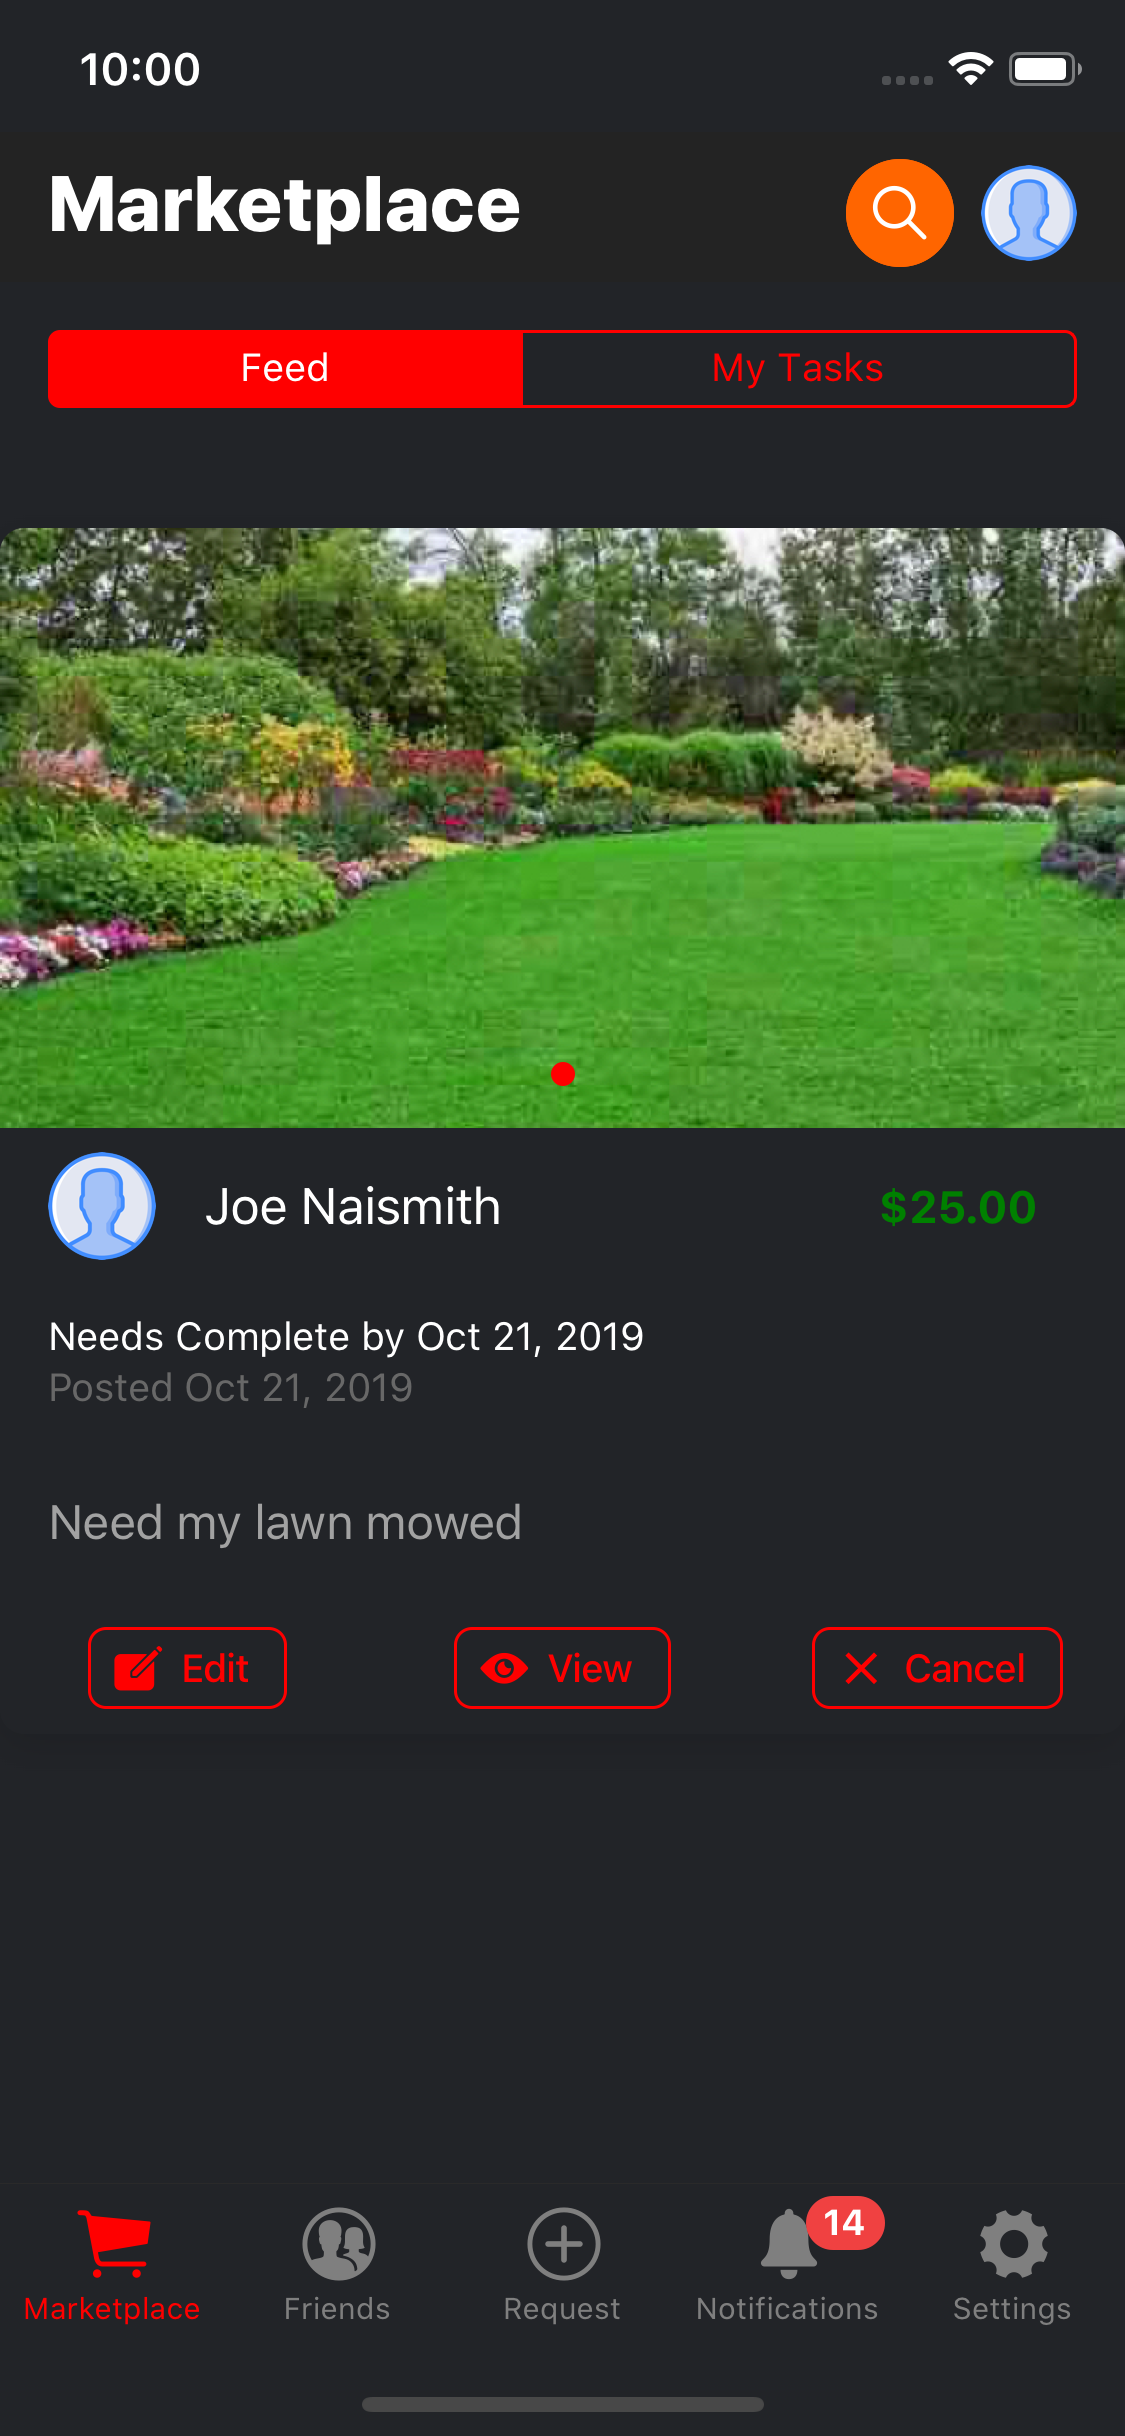 10:00
Marketplace
Feed
My Tasks
Joe Naismith
$25.00
Needs Complete by Oct 21, 2019
Posted Oct 21, 2019
Need my lawn mowed
Edit
View
Cancel
14
Marketplace
Friends
Request
Notifications
Settings